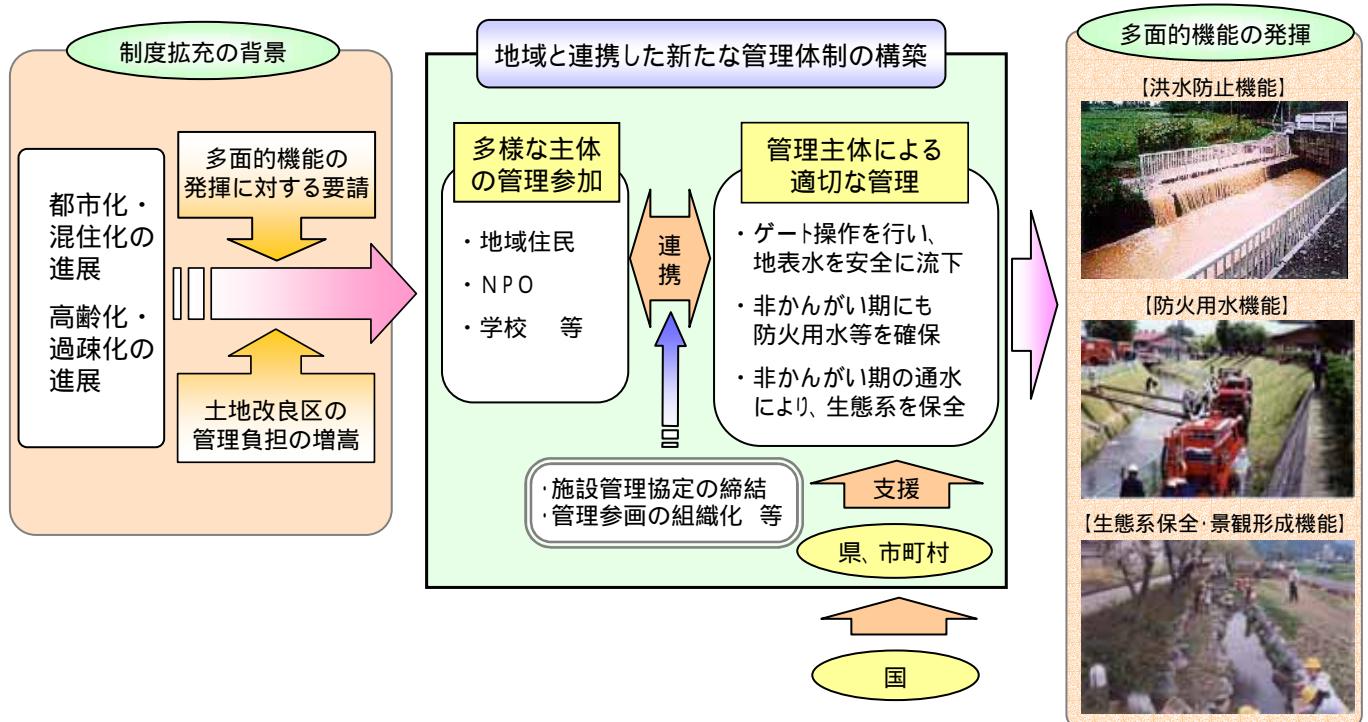 制度拡充の背景
都市化・
混住化の
進展
高齢化・
過疎化の
進展
多面的機能の
発揮に対する要請
土地改良区の
管理負担の増嵩
地域と連携した新たな管理体制の構築
多様な主体
の管理参加
・地域住民
・NPO
・学校 等
連
携
管理主体による
適切な管理
・ゲート操作を行い、
地表水を安全に流下
・非かんがい期にも
防火用水等を確保
・非かんがい期の通水
により、生態系を保全
・施設管理協定の締結
・管理参画の組織化 等
支援
県、市町村
国
多面的機能の発揮
【洪水防止機能】
【防火用水機能】
【生態系保全・景観形成機能】